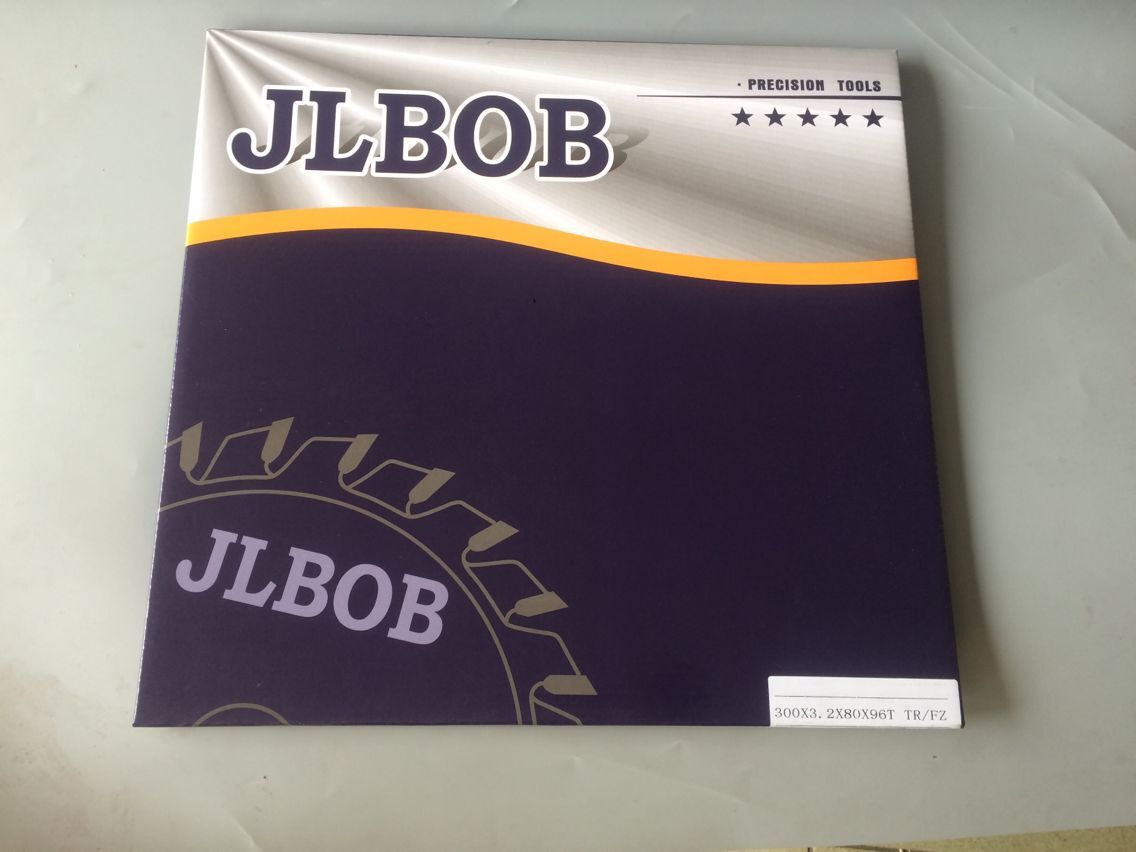 JLBOB
· PRECISION TOOLS
JLBOB
300X3.2X80X96T TR/FZ